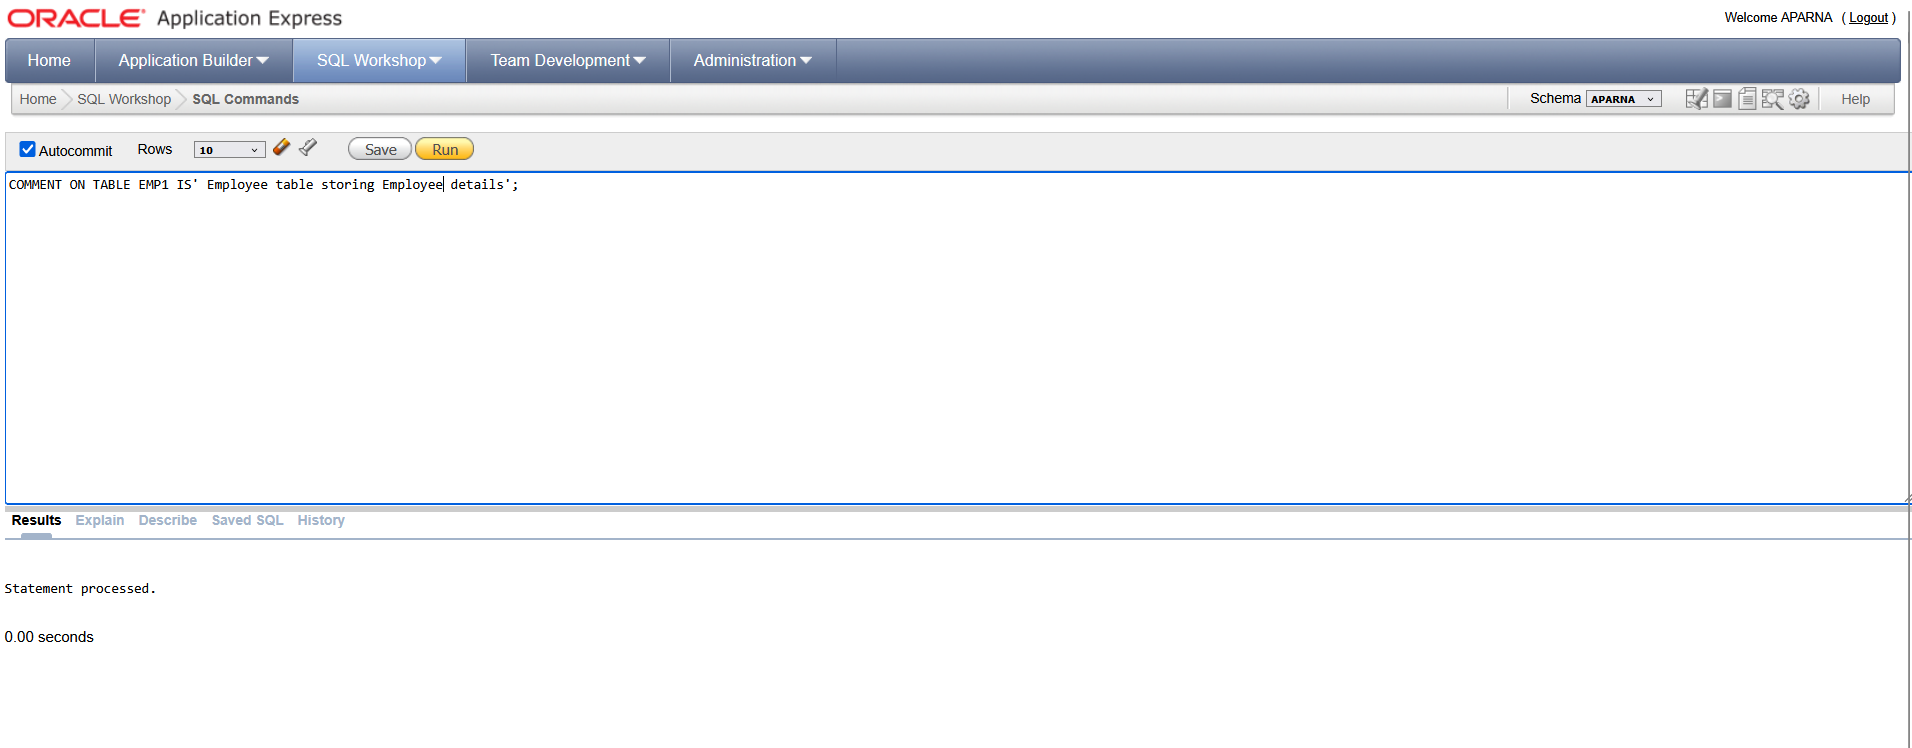 ORACLE Application Express
Welcome APARNA ( Logout )
Home Application Builder SQL Workshop Team Development Administration
Home SQL Workshop SQL Commands Schema APARNA Help
Autocommit Rows 10 Save Run
COMMENT ON TABLE EMP1 IS' Employee table storing Employee details';
Results Explain Describe Saved SQL History
Statement processed.
0.00 seconds